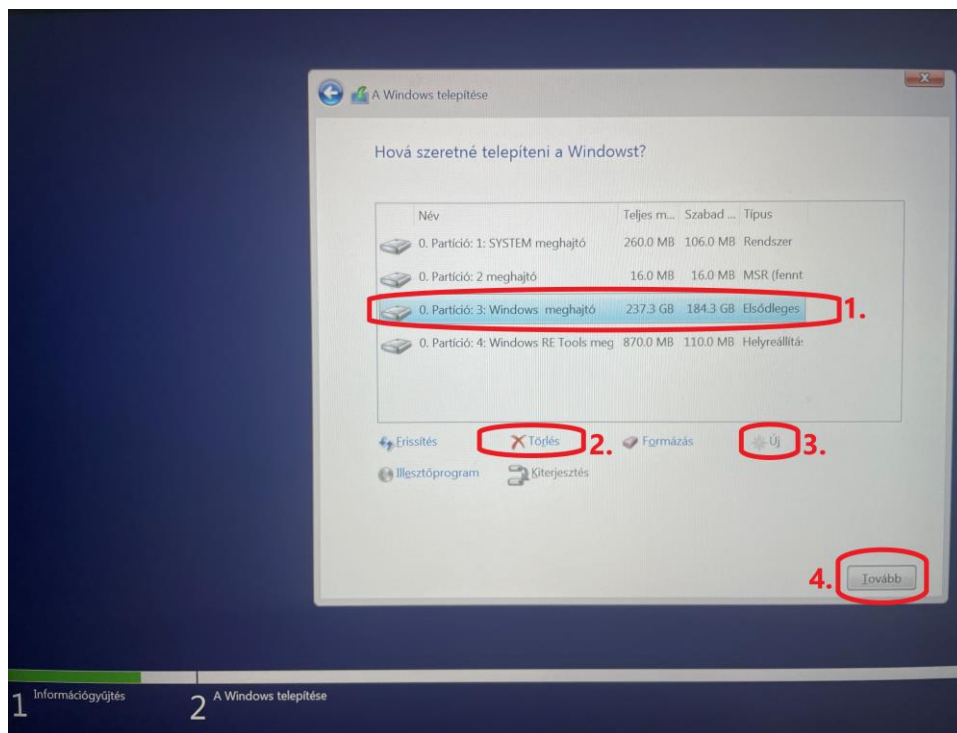 A Windows telepítése
Hová szeretné telepíteni a Windowst?
Név Teljes m... Szabad ... Típus
0. Partíció: 1: SYSTEM meghajtó 260.0 MB 106.0 MB Rendszer
0. Partíció: 2 meghajtó 16.0 MB 16.0 MB MSR (fennt
0. Partíció: 3: Windows meghajtó 237.3 GB 184.3 GB Elsődleges 1.
0. Partíció: 4: Windows RE Tools meg 870.0 MB 110.0 MB Helyreállítás
Frissítés Törlés 2. Formázás Új 3.
Illesztőprogram Kiterjesztés
4. Tovább
1 Információgyűjtés 2 A Windows telepítése